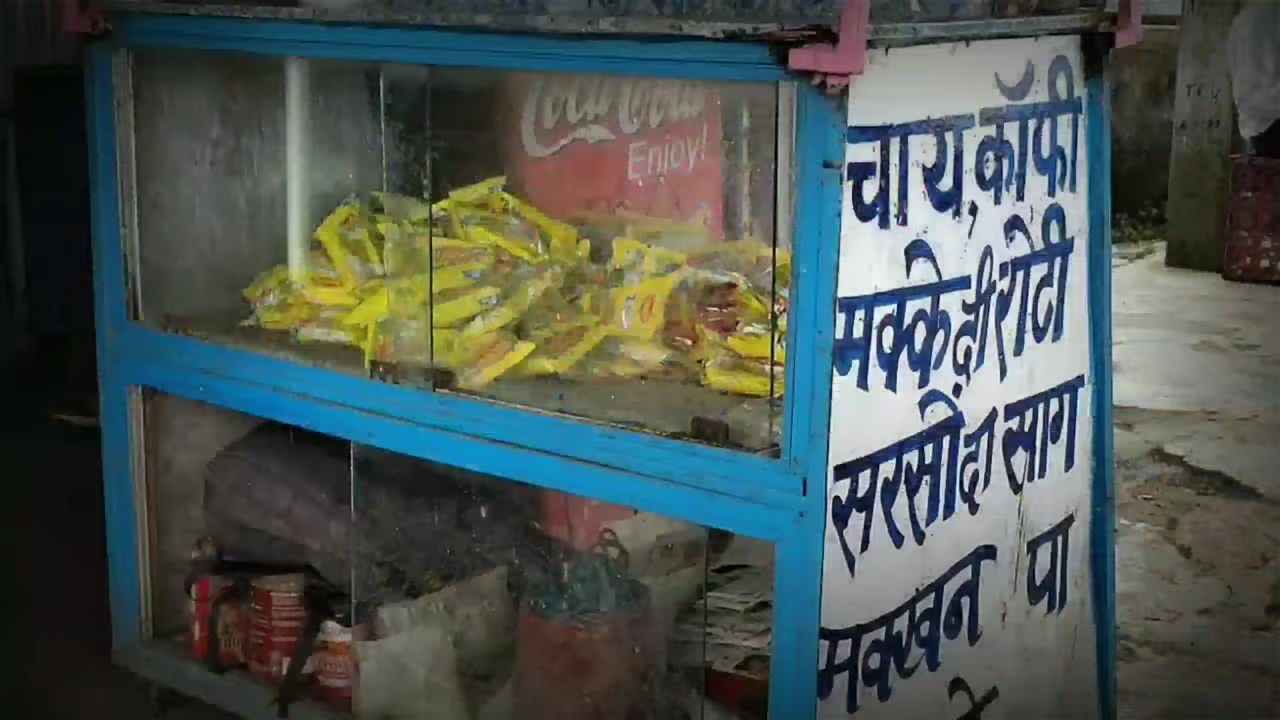 Coca-Cola
Enjoy!
चाय, कॉफी
मक्के दी रोटी
सरसों दा साग
मक्खन पा
के